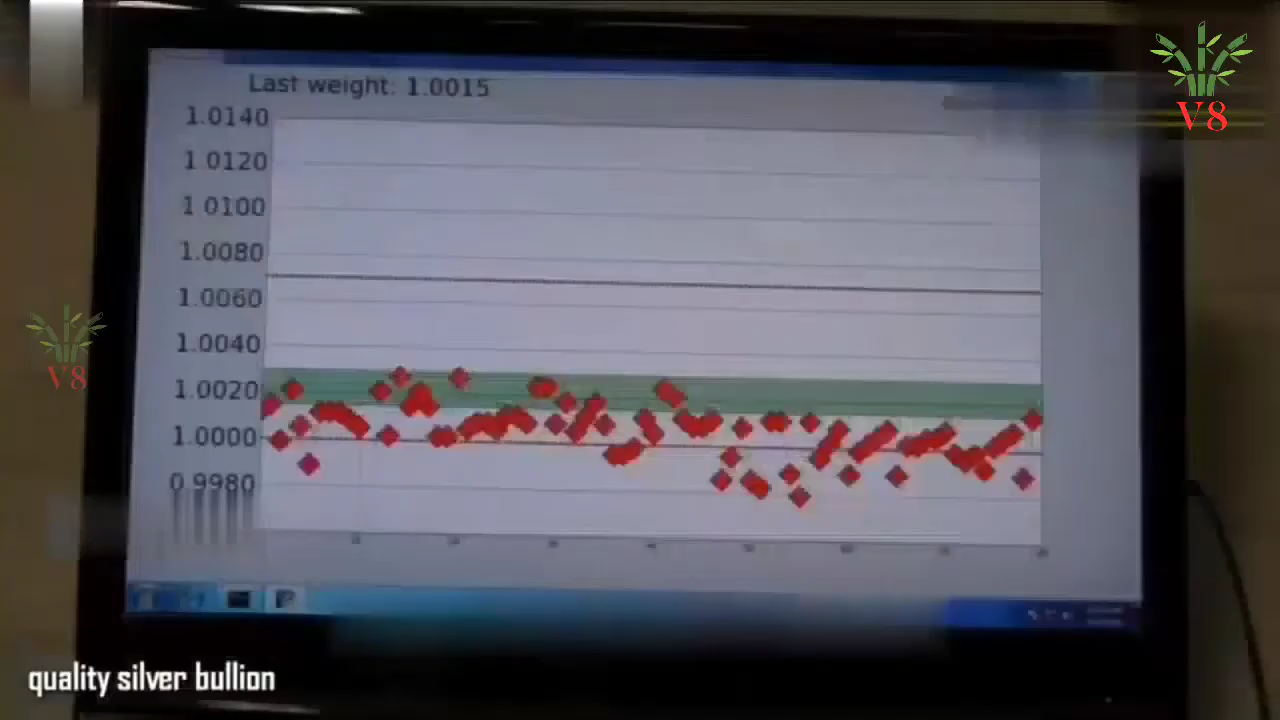 Last weight: 1.0015
1.0140
1 0120
1 0100
1.0080
1.0060
1.0040
1.0020
1.0000
0.9980
V8
V8
quality silver bullion